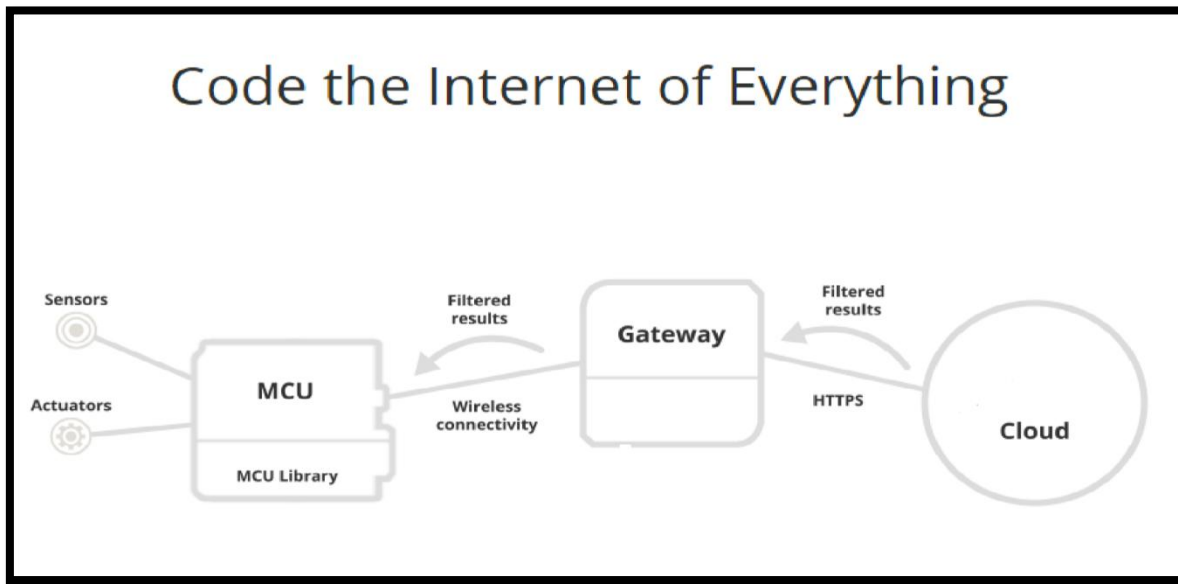 Code the Internet of Everything
Sensors
Actuators
MCU
MCU Library
Filtered
results
Wireless
connectivity
Gateway
Filtered
results
HTTPS
Cloud